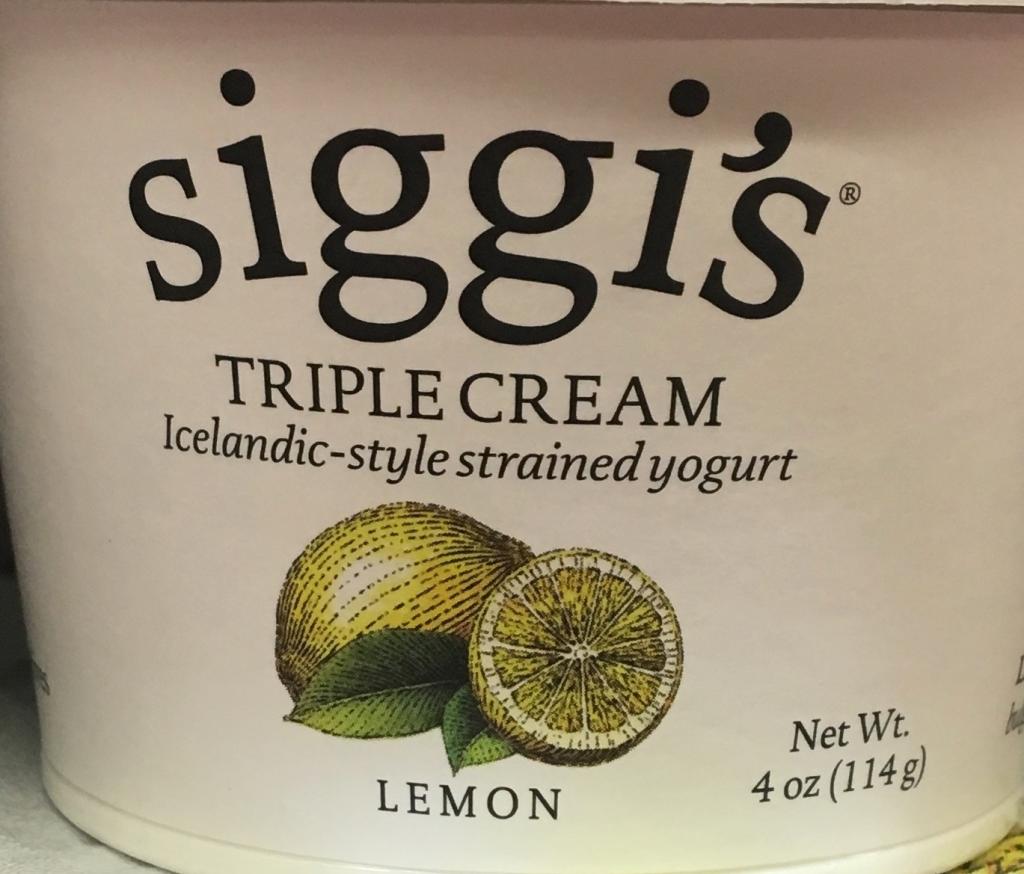 siggi's®
TRIPLE CREAM
Icelandic-style strained yogurt
LEMON
Net Wt.
4 oz (114g)